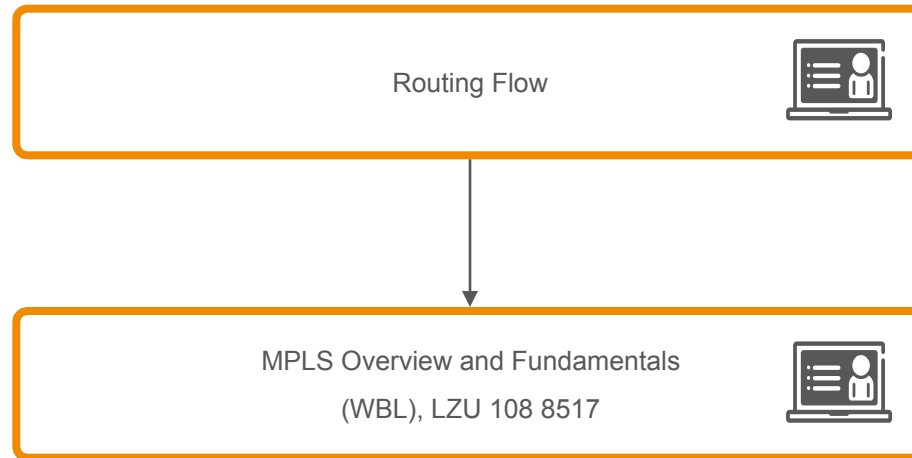 Routing Flow
MPLS Overview and Fundamentals
(WBL), LZU 108 8517